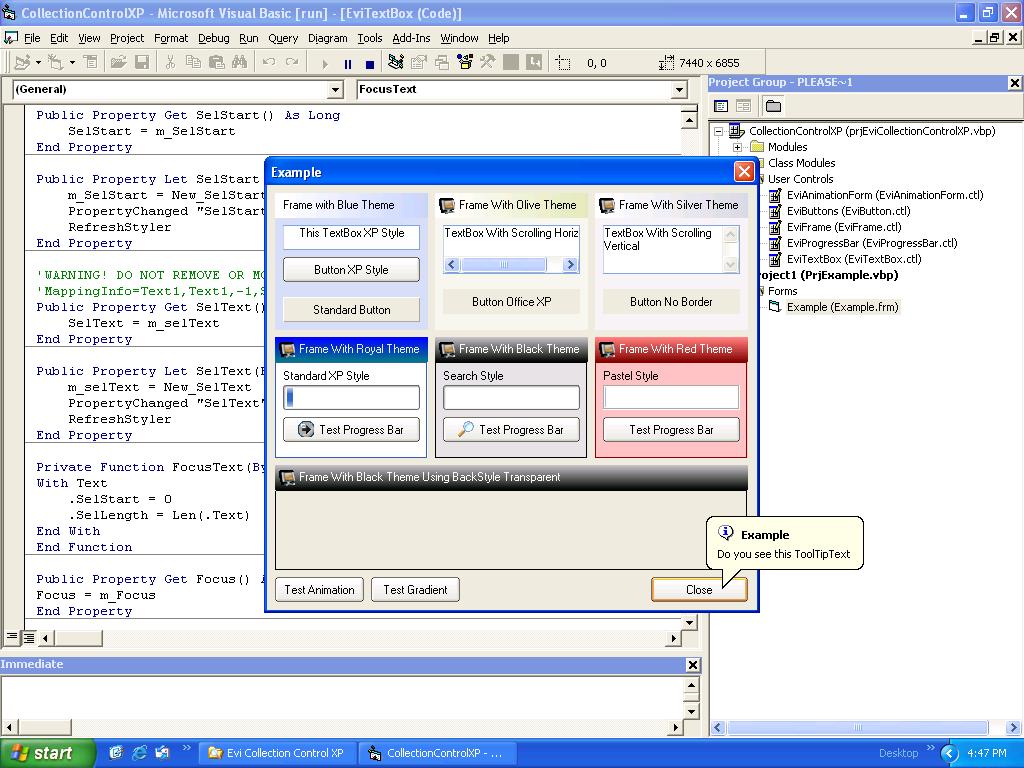 CollectionControlXP - Microsoft Visual Basic [run] - [EviTextBox (Code)]
File Edit View Project Format Debug Run Query Diagram Tools Add-Ins Window Help
0, 0 7440 x 6855
(General) FocusText
Public Property Get SelStart() As Long
SelStart = m_SelStart
End Property
Public Property Let SelStart
m_SelStart = New_SelStart
PropertyChanged "SelStart
RefreshStyler
End Property
'WARNING! DO NOT REMOVE OR MO
'MappingInfo=Text1,Text1,-1,S
Public Property Get SelText()
SelText = m_selText
End Property
Public Property Let SelText(B
m_selText = New_SelText
PropertyChanged "SelText"
RefreshStyler
End Property
Private Function FocusText(By
With Text
.SelStart = 0
.SelLength = Len(.Text)
End With
End Function
Public Property Get Focus() A
Focus = m_Focus
End Property
Immediate
Project Group - PLEASE~1
CollectionControlXP (prjEviCollectionControlXP.vbp)
Modules
Class Modules
User Controls
EviAnimationForm (EviAnimationForm.ctl)
EviButtons (EviButton.ctl)
EviFrame (EviFrame.ctl)
EviProgressBar (EviProgressBar.ctl)
EviTextBox (EviTextBox.ctl)
roject1 (PrjExample.vbp)
Forms
Example (Example.frm)
Example
Frame with Blue Theme
This TextBox XP Style
Button XP Style
Standard Button
Frame With Olive Theme
TextBox With Scrolling Horiz
Button Office XP
Frame With Silver Theme
TextBox With Scrolling
Vertical
Button No Border
Frame With Royal Theme
Standard XP Style
Test Progress Bar
Frame With Black Theme
Search Style
Test Progress Bar
Frame With Red Theme
Pastel Style
Test Progress Bar
Frame With Black Theme Using BackStyle Transparent
Test Animation
Test Gradient
Close
Example
Do you see this ToolTipText
start
Evi Collection Control XP
CollectionControlXP - ...
Desktop
4:47 PM